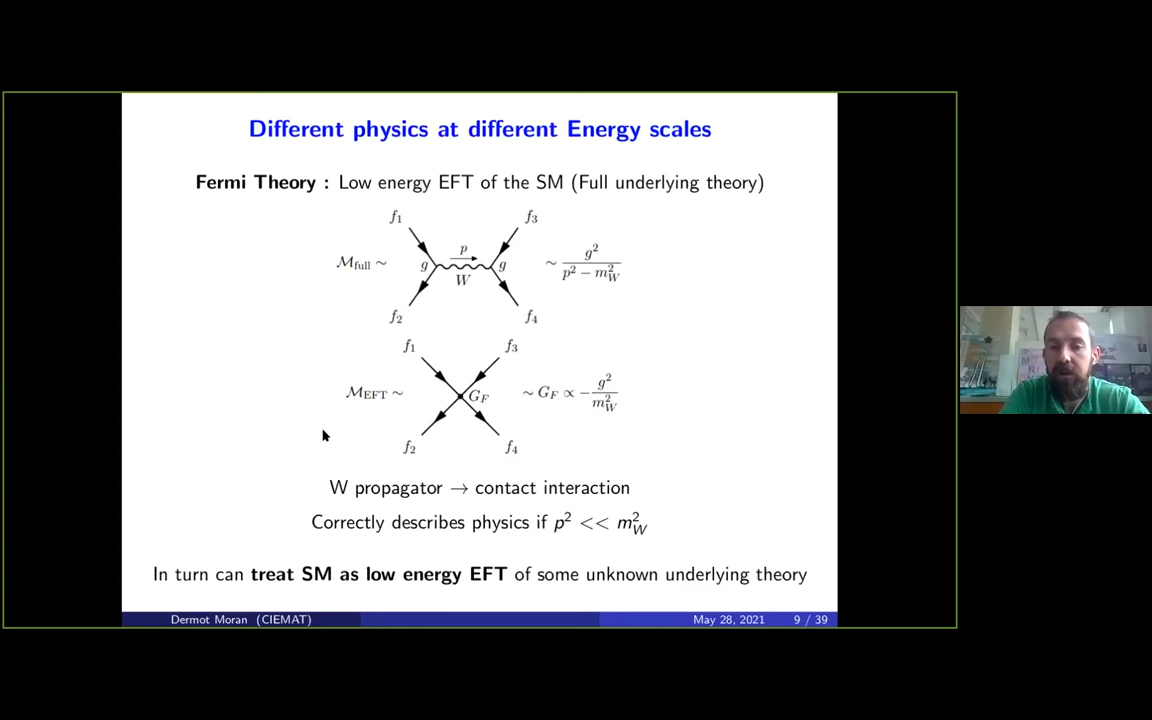 Different physics at different Energy scales
Fermi Theory : Low energy EFT of the SM (Full underlying theory)
f₁ f₃
𝓜_full ∼ g p W g ∼ g² / (p² − m²_W)
f₂ f₄
f₁ f₃
𝓜_EFT ∼ G_F ∼ G_F ∝ − g² / m²_W
f₂ f₄
W propagator → contact interaction
Correctly describes physics if p² << m²_W
In turn can treat SM as low energy EFT of some unknown underlying theory
Dermot Moran (CIEMAT) May 28, 2021 9 / 39